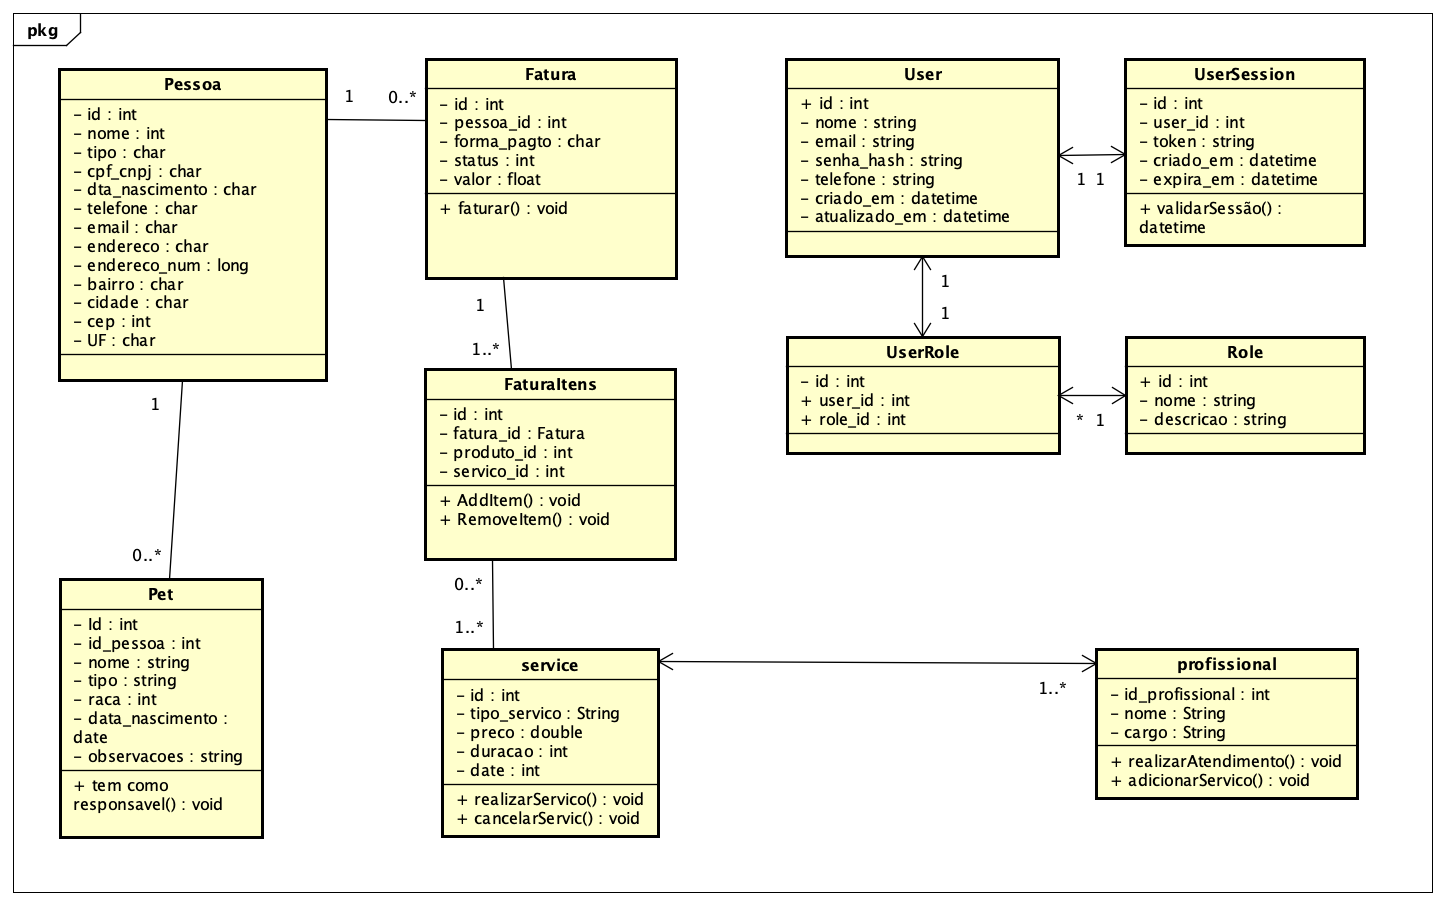 pkg
Pessoa
– id : int
– nome : int
– tipo : char
– cpf_cnpj : char
– dta_nascimento : char
– telefone : char
– email : char
– endereco : char
– endereco_num : long
– bairro : char
– cidade : char
– cep : int
– UF : char
1
0..*
Fatura
– id : int
– pessoa_id : int
– forma_pagto : char
– status : int
– valor : float
+ faturar() : void
1
1..*
FaturaItens
– id : int
– fatura_id : Fatura
– produto_id : int
– servico_id : int
+ AddItem() : void
+ RemoveItem() : void
1
0..*
Pet
– Id : int
– id_pessoa : int
– nome : string
– tipo : string
– raca : int
– data_nascimento :
date
– observacoes : string
+ tem como
responsavel() : void
0..*
1..*
service
– id : int
– tipo_servico : String
– preco : double
– duracao : int
– date : int
+ realizarServico() : void
+ cancelarServic() : void
1..*
profissional
– id_profissional : int
– nome : String
– cargo : String
+ realizarAtendimento() : void
+ adicionarServico() : void
User
+ id : int
– nome : string
– email : string
– senha_hash : string
– telefone : string
– criado_em : datetime
– atualizado_em : datetime
1 1
UserSession
– id : int
– user_id : int
– token : string
– criado_em : datetime
– expira_em : datetime
+ validarSessão() :
datetime
1
1
UserRole
– id : int
+ user_id : int
+ role_id : int
* 1
Role
+ id : int
– nome : string
– descricao : string